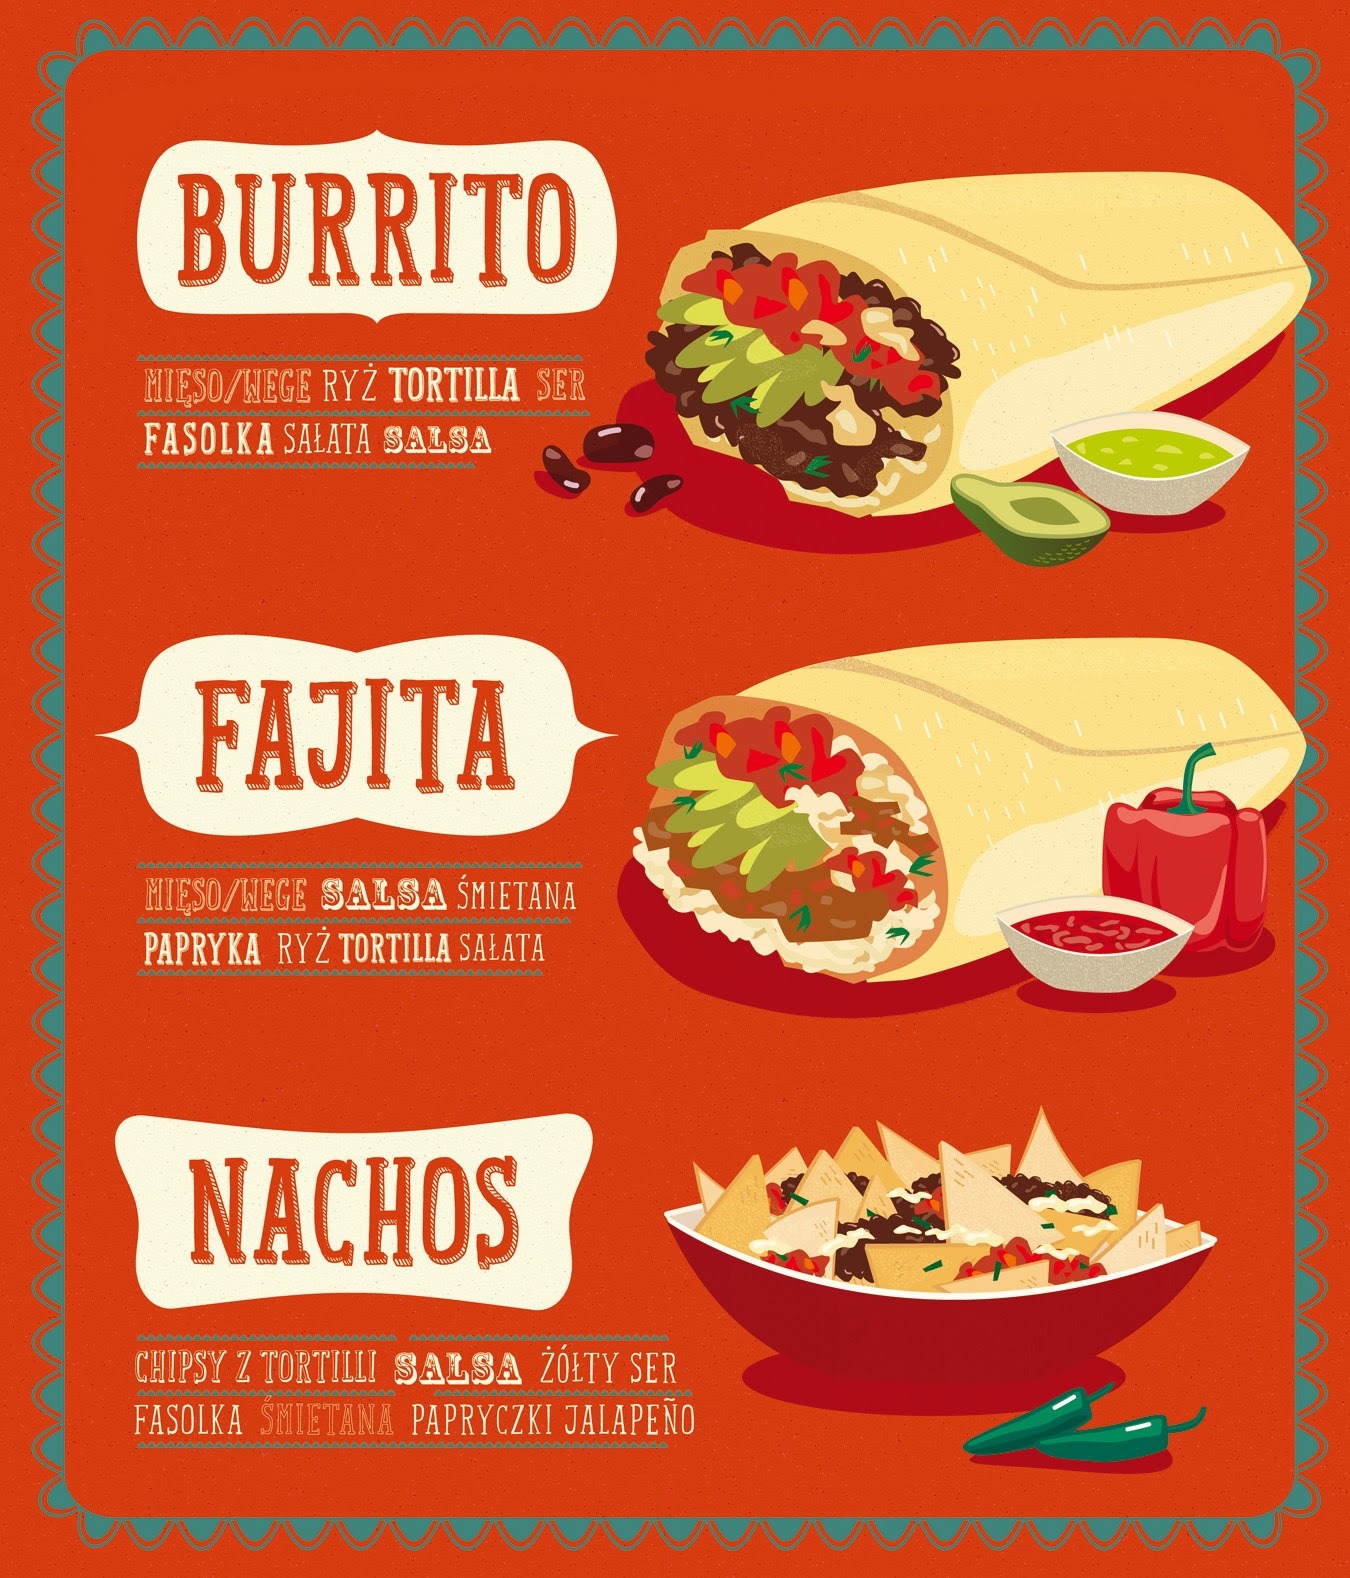 BURRITO
MIĘSO/WEGE RYŻ TORTILLA SER
FASOLKA SAŁATA SALSA
FAJITA
MIĘSO/WEGE SALSA ŚMIETANA
PAPRYKA RYŻ TORTILLA SAŁATA
NACHOS
CHIPSY Z TORTILLI SALSA ŻÓŁTY SER
FASOLKA ŚMIETANA PAPRYCZKI JALAPEÑO